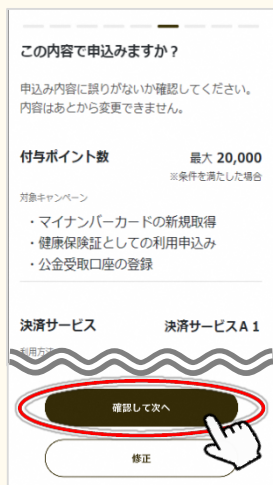 この内容で申込みますか？
申込み内容に誤りがないか確認してください。
内容はあとから変更できません。
付与ポイント数 最大 20,000
※条件を満たした場合
対象キャンペーン
・マイナンバーカードの新規取得
・健康保険証としての利用申込み
・公金受取口座の登録
決済サービス 決済サービスA 1
利用方法
確認して次へ
修正